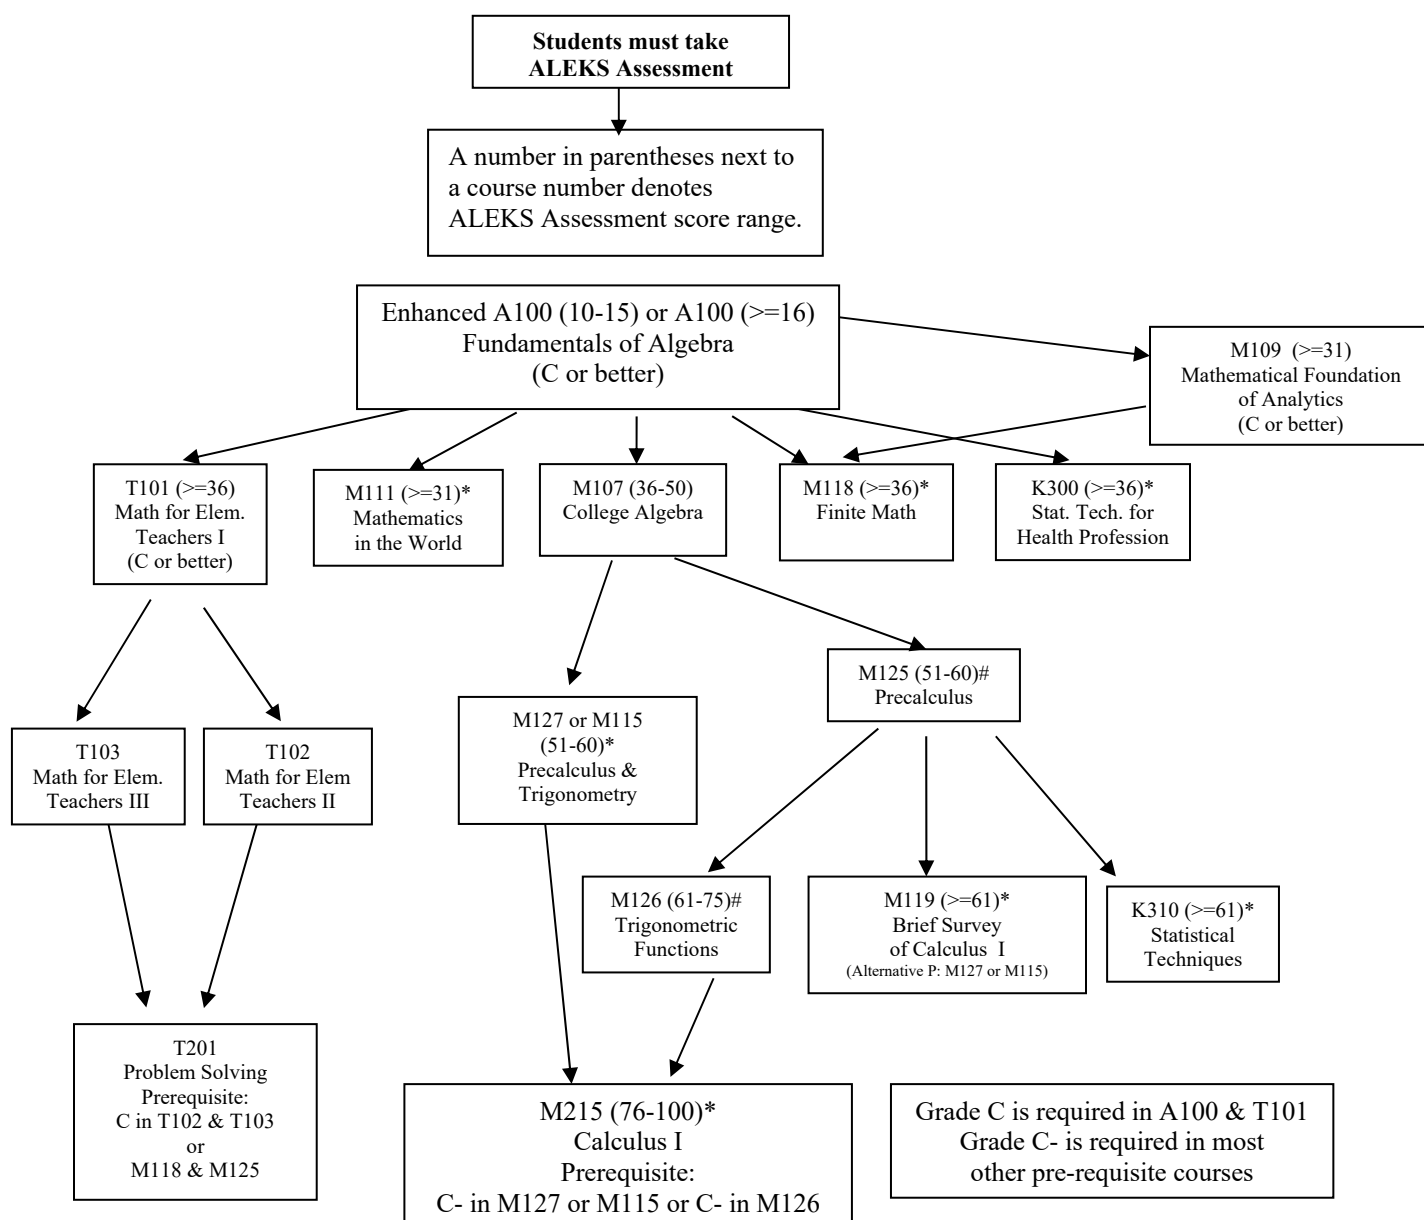 Students must take
ALEKS Assessment
A number in parentheses next to
a course number denotes
ALEKS Assessment score range.
Enhanced A100 (10-15) or A100 (>=16)
Fundamentals of Algebra
(C or better)
M109  (>=31)
Mathematical Foundation
of Analytics
(C or better)
T101 (>=36)
Math for Elem.
Teachers I
(C or better)
M111 (>=31)*
Mathematics
in the World
M107 (36-50)
College Algebra
M118 (>=36)*
Finite Math
K300 (>=36)*
Stat. Tech. for
Health Profession
M125 (51-60)#
Precalculus
M127 or M115
(51-60)*
Precalculus &
Trigonometry
T103
Math for Elem.
Teachers III
T102
Math for Elem
Teachers II
M126 (61-75)#
Trigonometric
Functions
M119 (>=61)*
Brief Survey
of Calculus  I
(Alternative P: M127 or M115)
K310 (>=61)*
Statistical
Techniques
T201
Problem Solving
Prerequisite:
C in T102 & T103
or
M118 & M125
M215 (76-100)*
Calculus I
Prerequisite:
C- in M127 or M115 or C- in M126
Grade C is required in A100 & T101
Grade C- is required in most
other pre-requisite courses